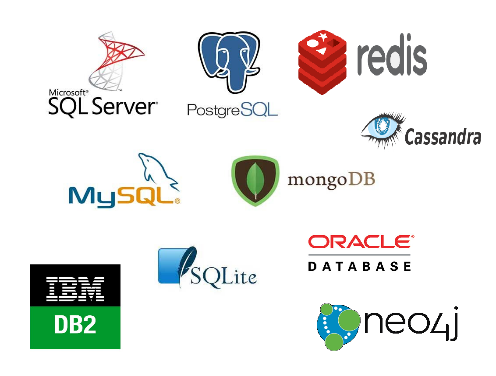 Microsoft®
SQL Server®
PostgreSQL
redis
Cassandra
MySQL®
mongoDB
SQLite
ORACLE®
DATABASE
IBM
DB2
neo4j